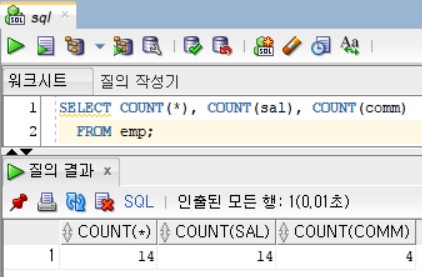 sql
SQL
Aa
워크시트 질의 작성기
1 SELECT COUNT(*), COUNT(sal), COUNT(comm)
2 FROM emp;
질의 결과 x
SQL | 인출된 모든 행: 1(0,01초)
COUNT(*) COUNT(SAL) COUNT(COMM)
1 14 14 4